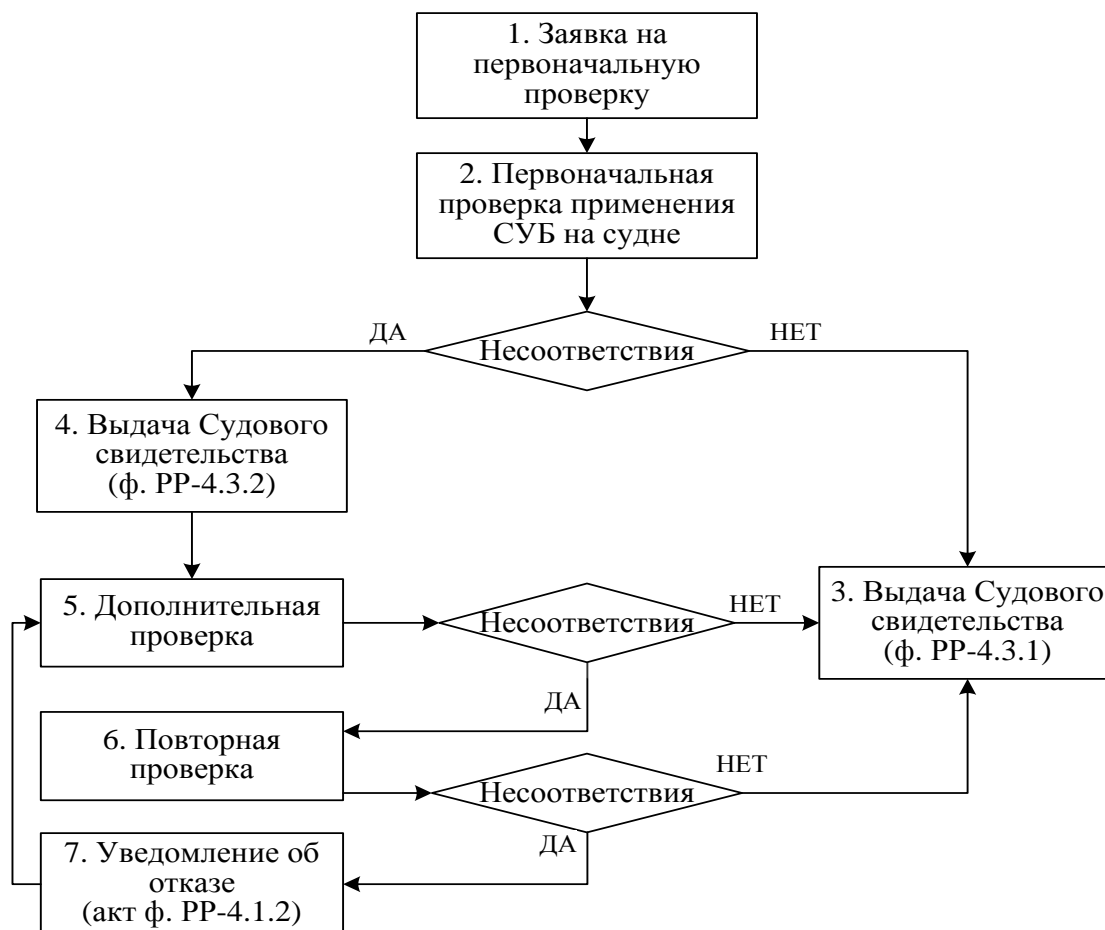 1. Заявка на
первоначальную
проверку
2. Первоначальная
проверка применения
СУБ на судне
ДА
НЕТ
Несоответствия
4. Выдача Судового
свидетельства
(ф. РР-4.3.2)
5. Дополнительная
проверка
Несоответствия
НЕТ
3. Выдача Судового
свидетельства
(ф. РР-4.3.1)
ДА
6. Повторная
проверка
Несоответствия
НЕТ
ДА
7. Уведомление об
отказе
(акт ф. РР-4.1.2)